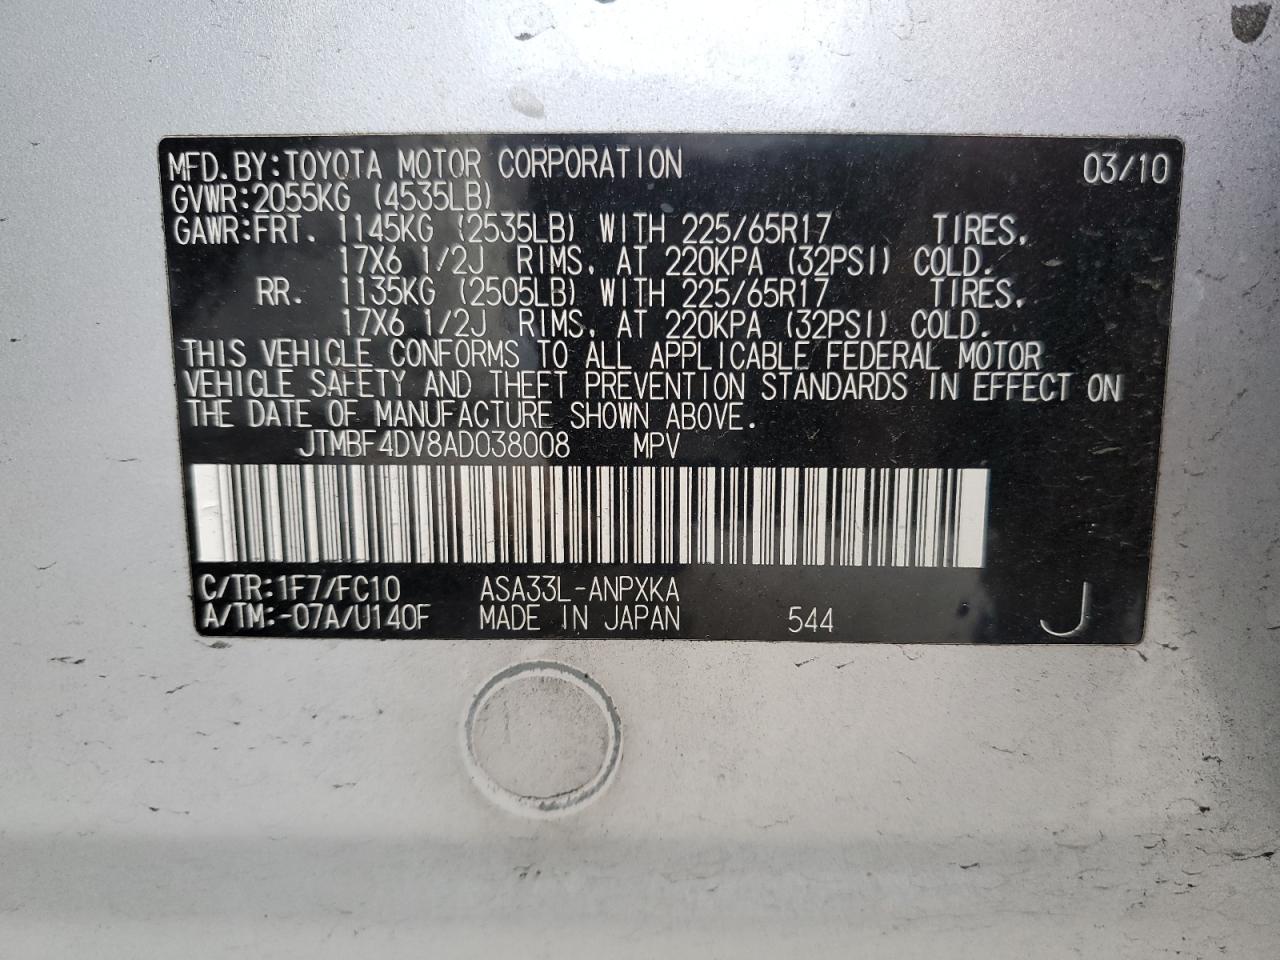 MFD. BY: TOYOTA MOTOR CORPORATION 03/10
GVWR: 2055KG (4535LB)
GAWR: FRT. 1145KG (2535LB) WITH 225/65R17 TIRES,
17X6 1/2J RIMS, AT 220KPA (32PSI) COLD.
RR. 1135KG (2505LB) WITH 225/65R17 TIRES,
17X6 1/2J RIMS, AT 220KPA (32PSI) COLD.
THIS VEHICLE CONFORMS TO ALL APPLICABLE FEDERAL MOTOR
VEHICLE SAFETY AND THEFT PREVENTION STANDARDS IN EFFECT ON
THE DATE OF MANUFACTURE SHOWN ABOVE.
JTMBF4DV8AD038008 MPV
C/TR: 1F7/FC10 ASA33L-ANPXKA
A/TM: -07A/U140F MADE IN JAPAN 544 J